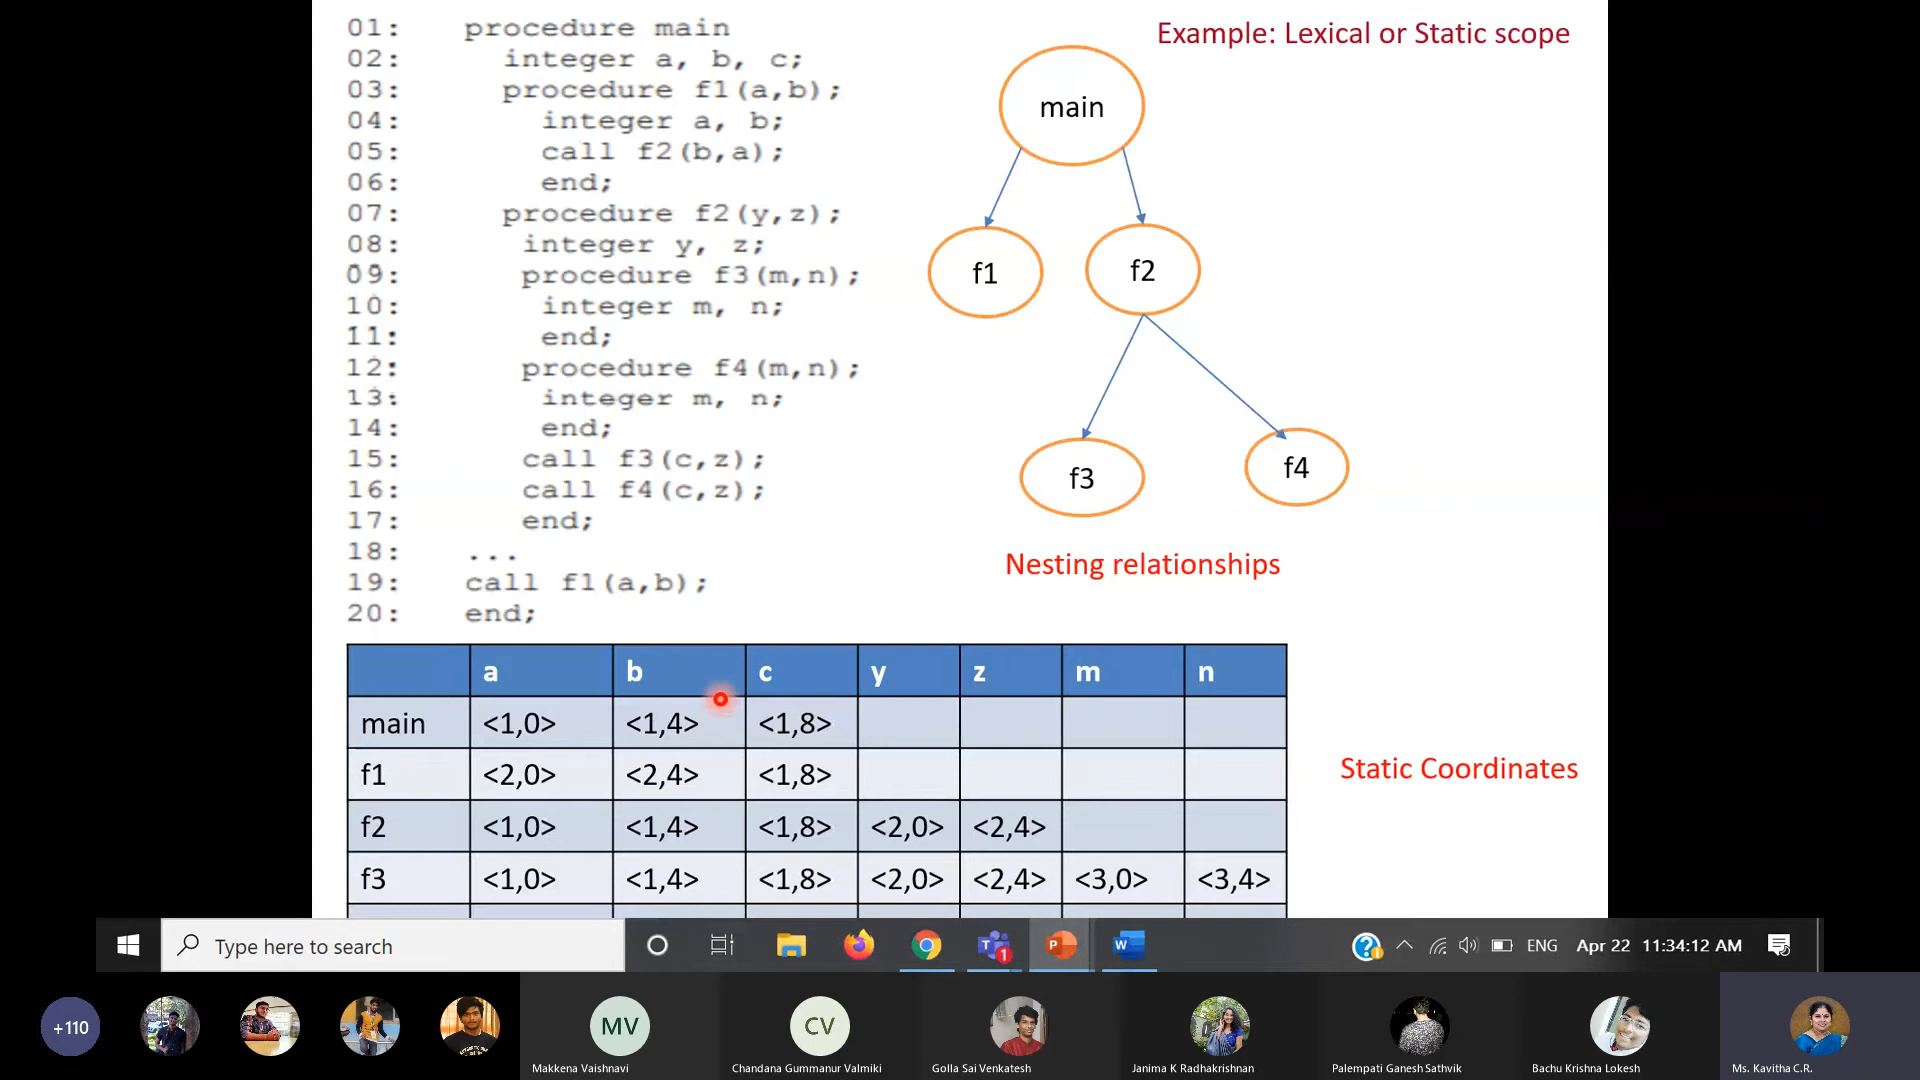 01: procedure main
02: integer a, b, c;
03: procedure f1(a,b);
04: integer a, b;
05: call f2(b,a);
06: end;
07: procedure f2(y,z);
08: integer y, z;
09: procedure f3(m,n);
10: integer m, n;
11: end;
12: procedure f4(m,n);
13: integer m, n;
14: end;
15: call f3(c,z);
16: call f4(c,z);
17: end;
18: ...
19: call f1(a,b);
20: end;
Example: Lexical or Static scope
main
f1 f2
f3 f4
Nesting relationships
a b c y z m n
main <1,0> <1,4> <1,8>
f1 <2,0> <2,4> <1,8>
f2 <1,0> <1,4> <1,8> <2,0> <2,4>
f3 <1,0> <1,4> <1,8> <2,0> <2,4> <3,0> <3,4>
Static Coordinates
Type here to search
1
ENG Apr 22 11:34:12 AM
+110
MV CV
Makkena Vaishnavi Chandana Gummanur Valmiki Golla Sai Venkatesh Janima K Radhakrishnan Palempati Ganesh Sathvik Bachu Krishna Lokesh Ms. Kavitha C.R.